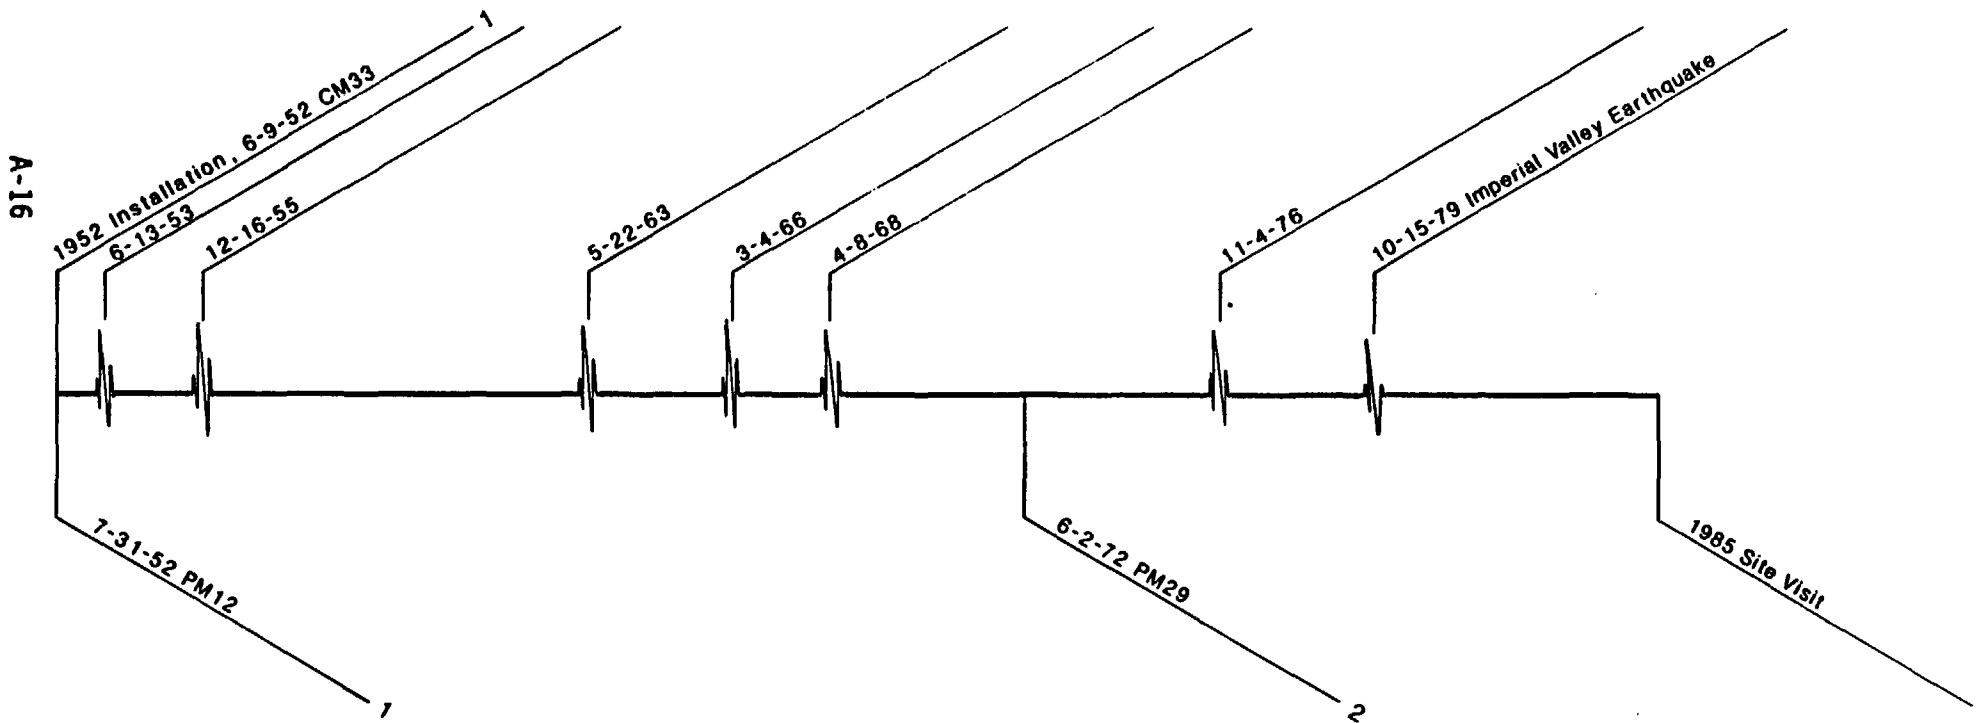 A-16
1952 Installation, 6-9-52 CM33
1
6-13-53
12-16-55
5-22-63
3-4-66
4-8-68
11-4-76
10-15-79 Imperial Valley Earthquake
7-31-52 PM12
1
6-2-72 PM29
2
1985 Site Visit